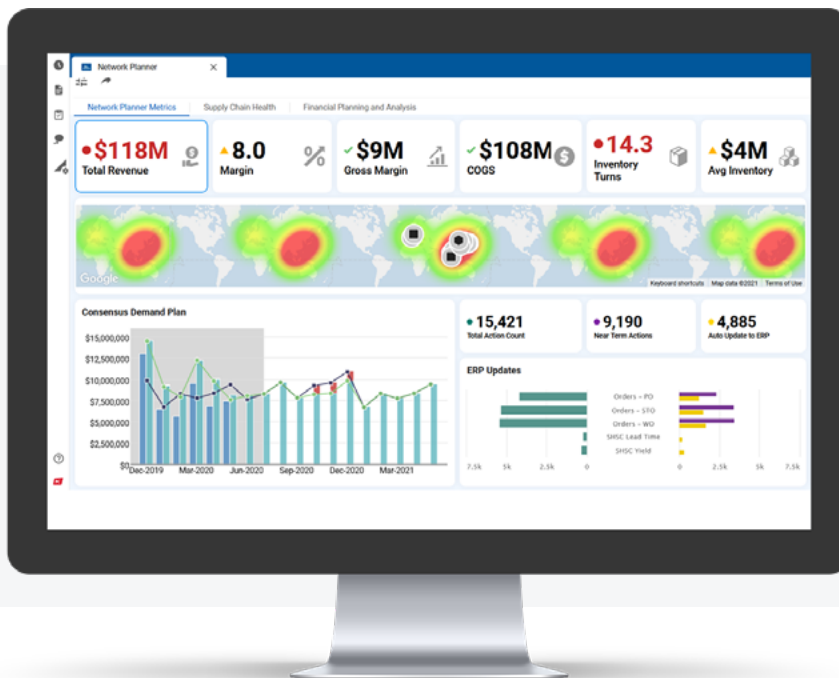 Network Planner
Network Planner Metrics
Supply Chain Health
Financial Planning and Analysis
$118M
Total Revenue
8.0
Margin
$9M
Gross Margin
$108M
COGS
14.3
Inventory
Turns
$4M
Avg Inventory
Google
Keyboard shortcuts
Map data ©2021
Terms of Use
Consensus Demand Plan
$15,000,000
$12,500,000
$10,000,000
$7,500,000
$5,000,000
$2,500,000
$0
Dec-2019
Mar-2020
Jun-2020
Sep-2020
Dec-2020
Mar-2021
15,421
Total Action Count
9,190
Near Term Actions
4,885
Auto Update to ERP
ERP Updates
Orders - PO
Orders - STO
Orders - WO
SHSC Lead Time
SHSC Yield
7.5k
5k
2.5k
0
0
2.5k
5k
7.5k